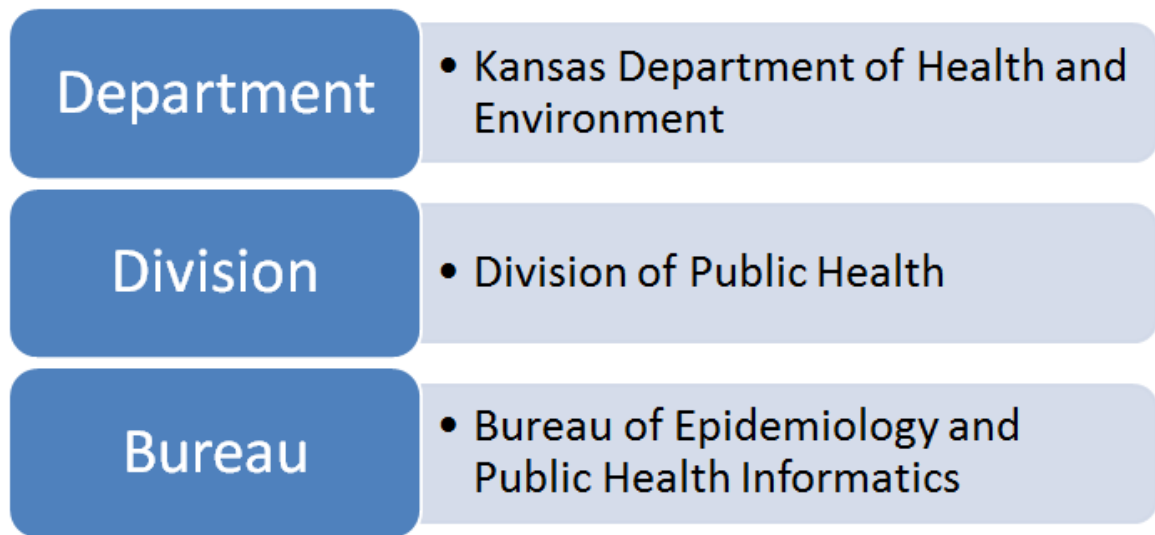 Department
• Kansas Department of Health and
Environment
Division
• Division of Public Health
Bureau
• Bureau of Epidemiology and
Public Health Informatics